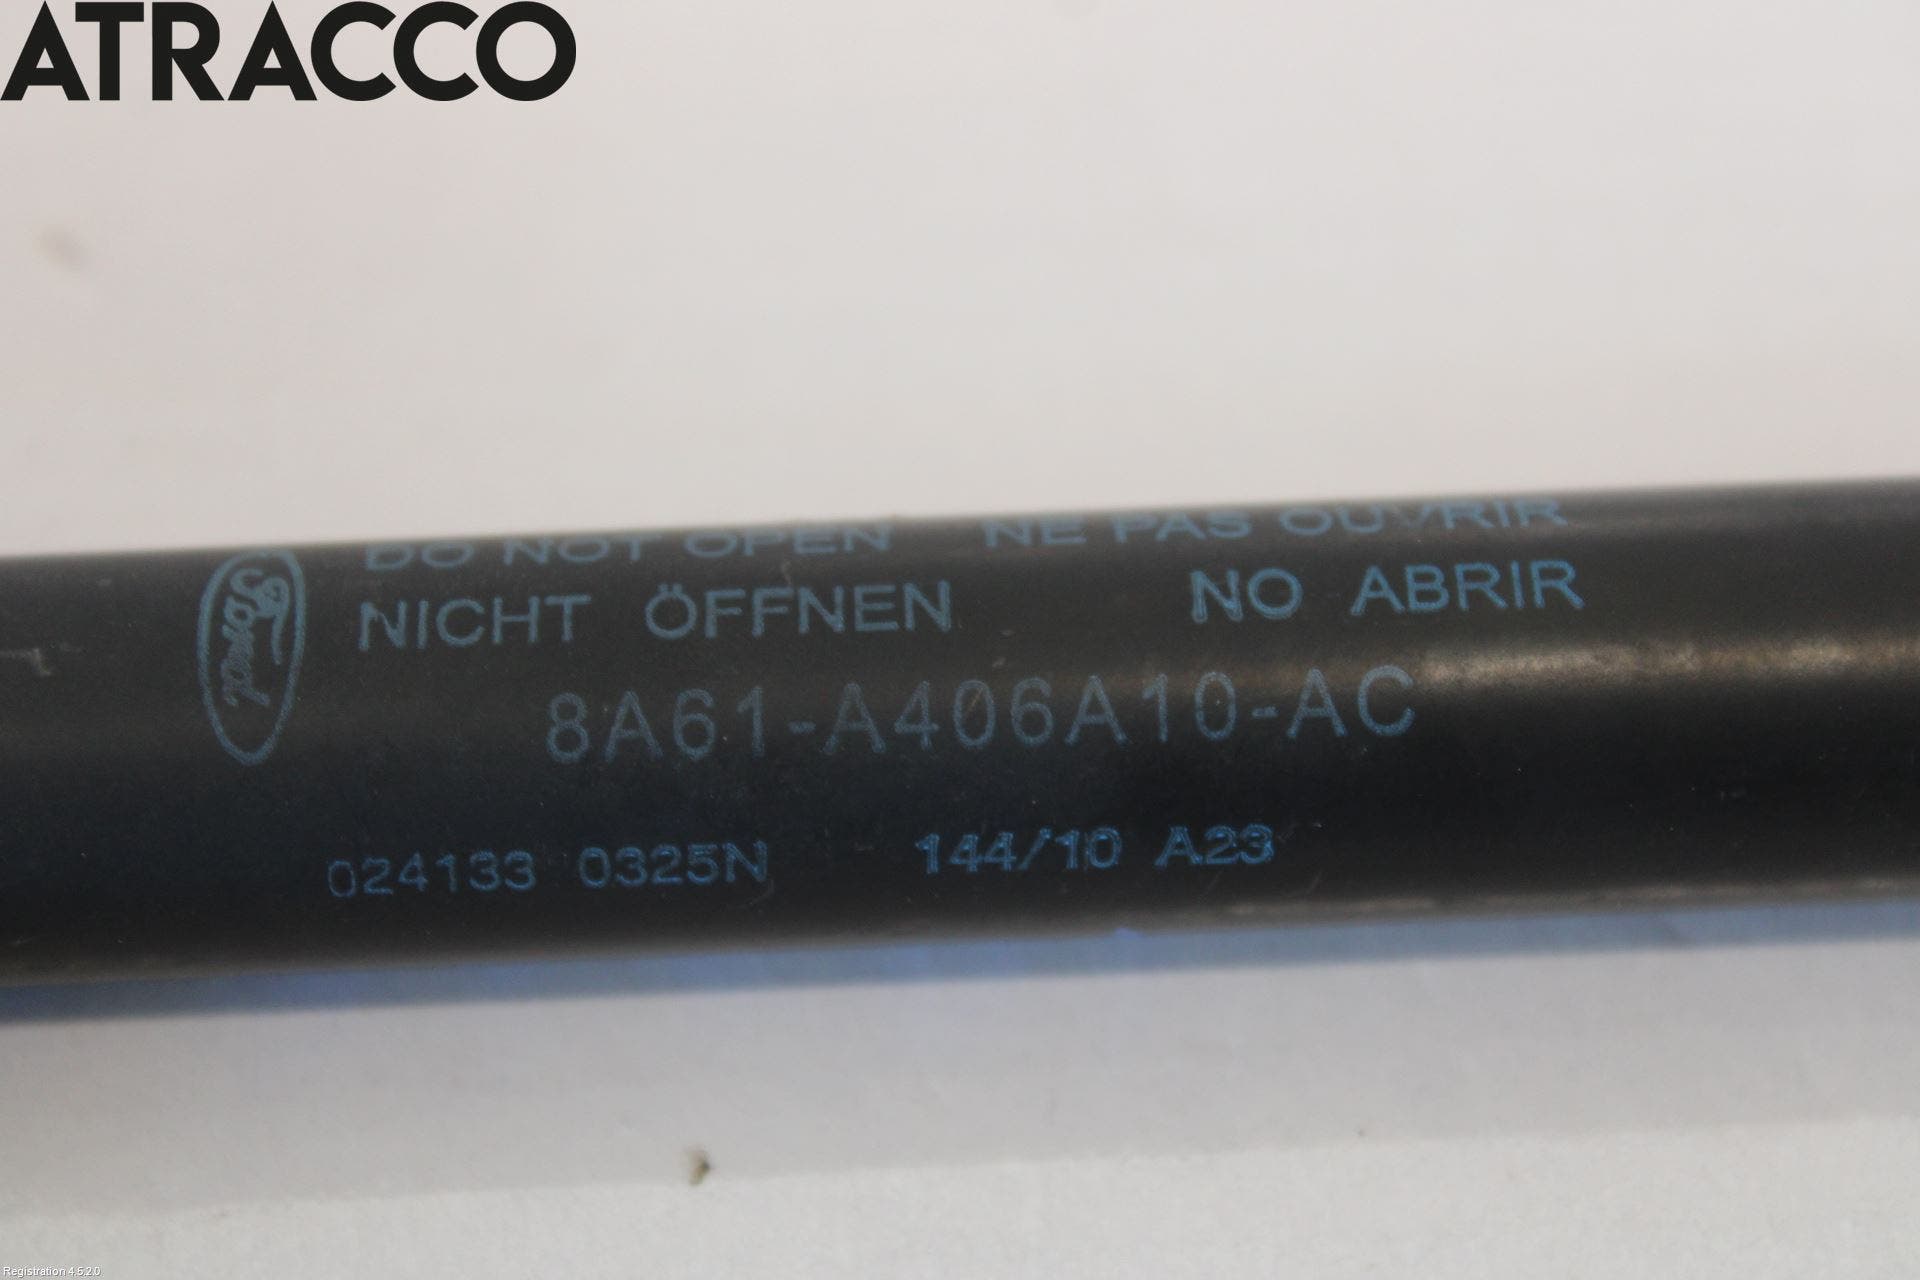 ATRACCO
DO NOT OPEN NE PAS OUVRIR
Ford
NICHT ÖFFNEN NO ABRIR
8A61-A406A10-AC
024133 0325N 144/10 A23
Registration 4.5.2.0